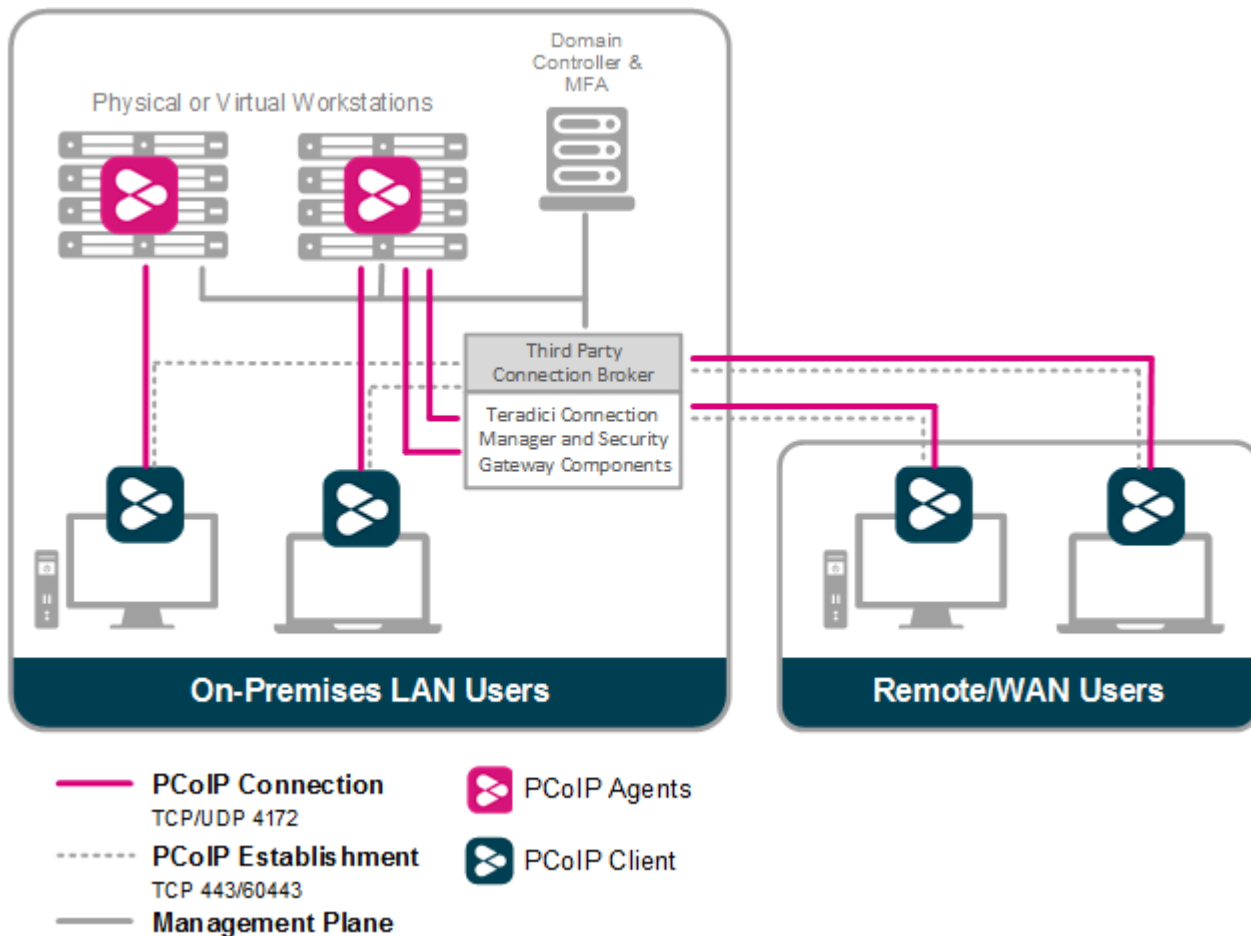 Domain
Controller &
MFA
Physical or Virtual Workstations
Third Party
Connection Broker
Teradici Connection
Manager and Security
Gateway Components
On-Premises LAN Users
Remote/WAN Users
PCoIP Connection
TCP/UDP 4172
PCoIP Agents
PCoIP Establishment
TCP 443/60443
PCoIP Client
Management Plane